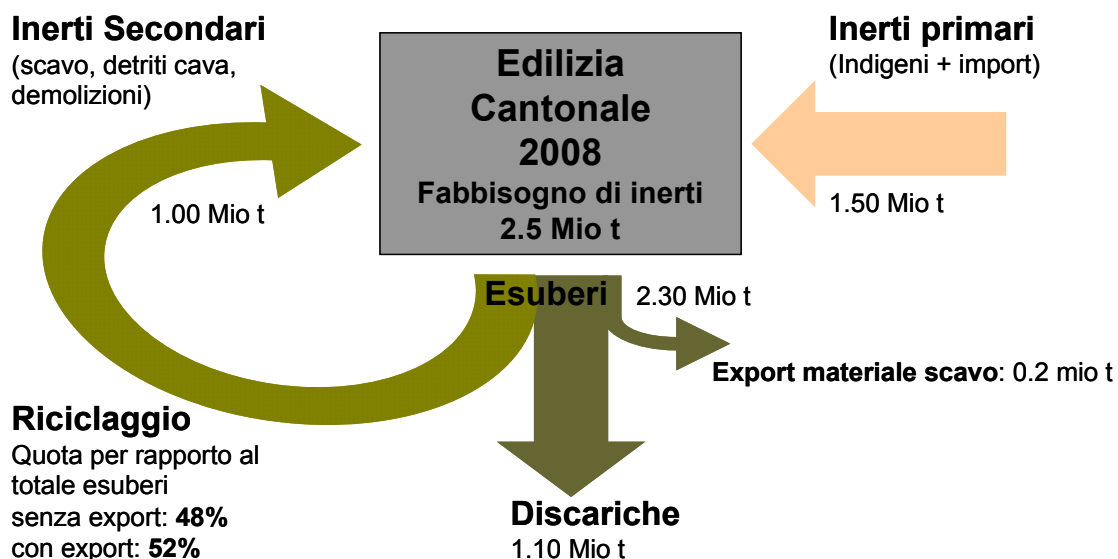 Inerti Secondari
(scavo, detriti cava,
demolizioni)
1.00 Mio t
Edilizia
Cantonale
2008
Fabbisogno di inerti
2.5 Mio t
Inerti primari
(Indigeni + import)
1.50 Mio t
Esuberi
2.30 Mio t
Export materiale scavo: 0.2 mio t
Riciclaggio
Quota per rapporto al
totale esuberi
senza export: 48%
con export: 52%
Discariche
1.10 Mio t